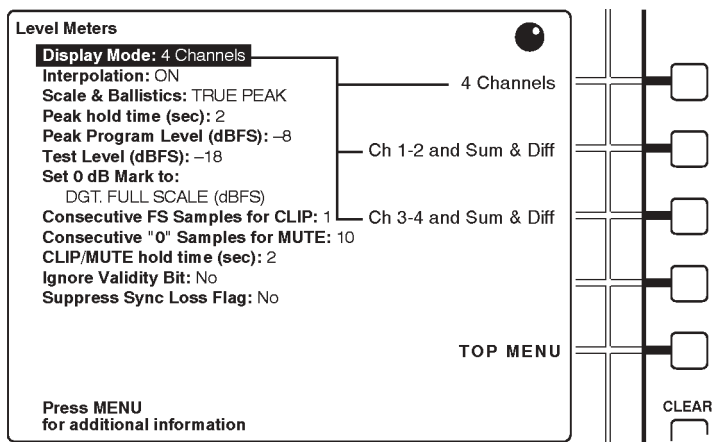 Level Meters
Display Mode: 4 Channels
Interpolation: ON
4 Channels
Scale & Ballistics: TRUE PEAK
Peak hold time (sec): 2
Peak Program Level (dBFS): –8
Ch 1-2 and Sum & Diff
Test Level (dBFS): –18
Set 0 dB Mark to:
DGT. FULL SCALE (dBFS)
Consecutive FS Samples for CLIP: 1
Ch 3-4 and Sum & Diff
Consecutive "0" Samples for MUTE: 10
CLIP/MUTE hold time (sec): 2
Ignore Validity Bit: No
Suppress Sync Loss Flag: No
TOP MENU
Press MENU
for additional information
CLEAR